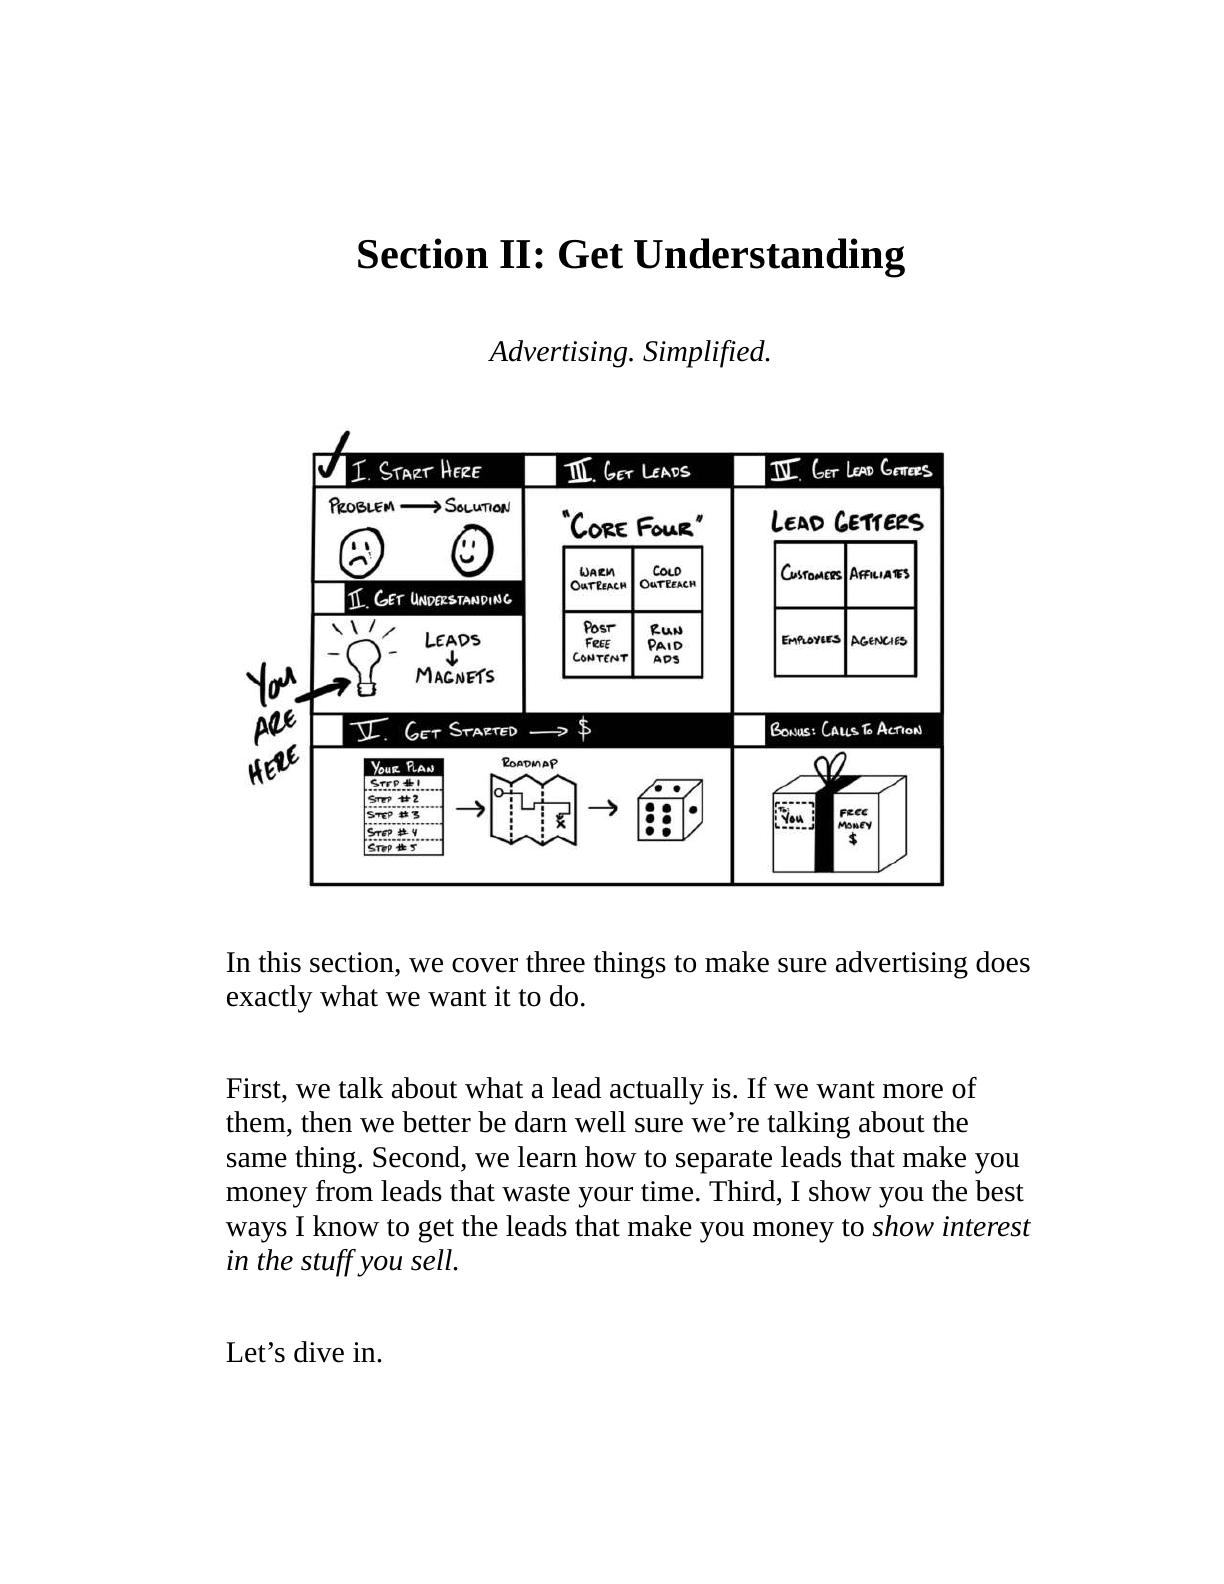 Section II: Get Understanding
Advertising. Simplified.
I. START HERE
PROBLEM → SOLUTION
II. GET UNDERSTANDING
LEADS
↓
MAGNETS
YOU
ARE
HERE
III. GET LEADS
"CORE FOUR"
WARM
OUTREACH
COLD
OUTREACH
POST
FREE
CONTENT
RUN
PAID
ADS
IV. GET LEAD GETTERS
LEAD GETTERS
CUSTOMERS
AFFILIATES
EMPLOYEES
AGENCIES
V. GET STARTED → $
YOUR PLAN
STEP #1
STEP #2
STEP #3
STEP #4
STEP #5
ROADMAP
X
BONUS: CALLS TO ACTION
TO:
YOU
FREE
MONEY
$
In this section, we cover three things to make sure advertising does
exactly what we want it to do.
First, we talk about what a lead actually is. If we want more of
them, then we better be darn well sure we’re talking about the
same thing. Second, we learn how to separate leads that make you
money from leads that waste your time. Third, I show you the best
ways I know to get the leads that make you money to show interest
in the stuff you sell.
Let’s dive in.